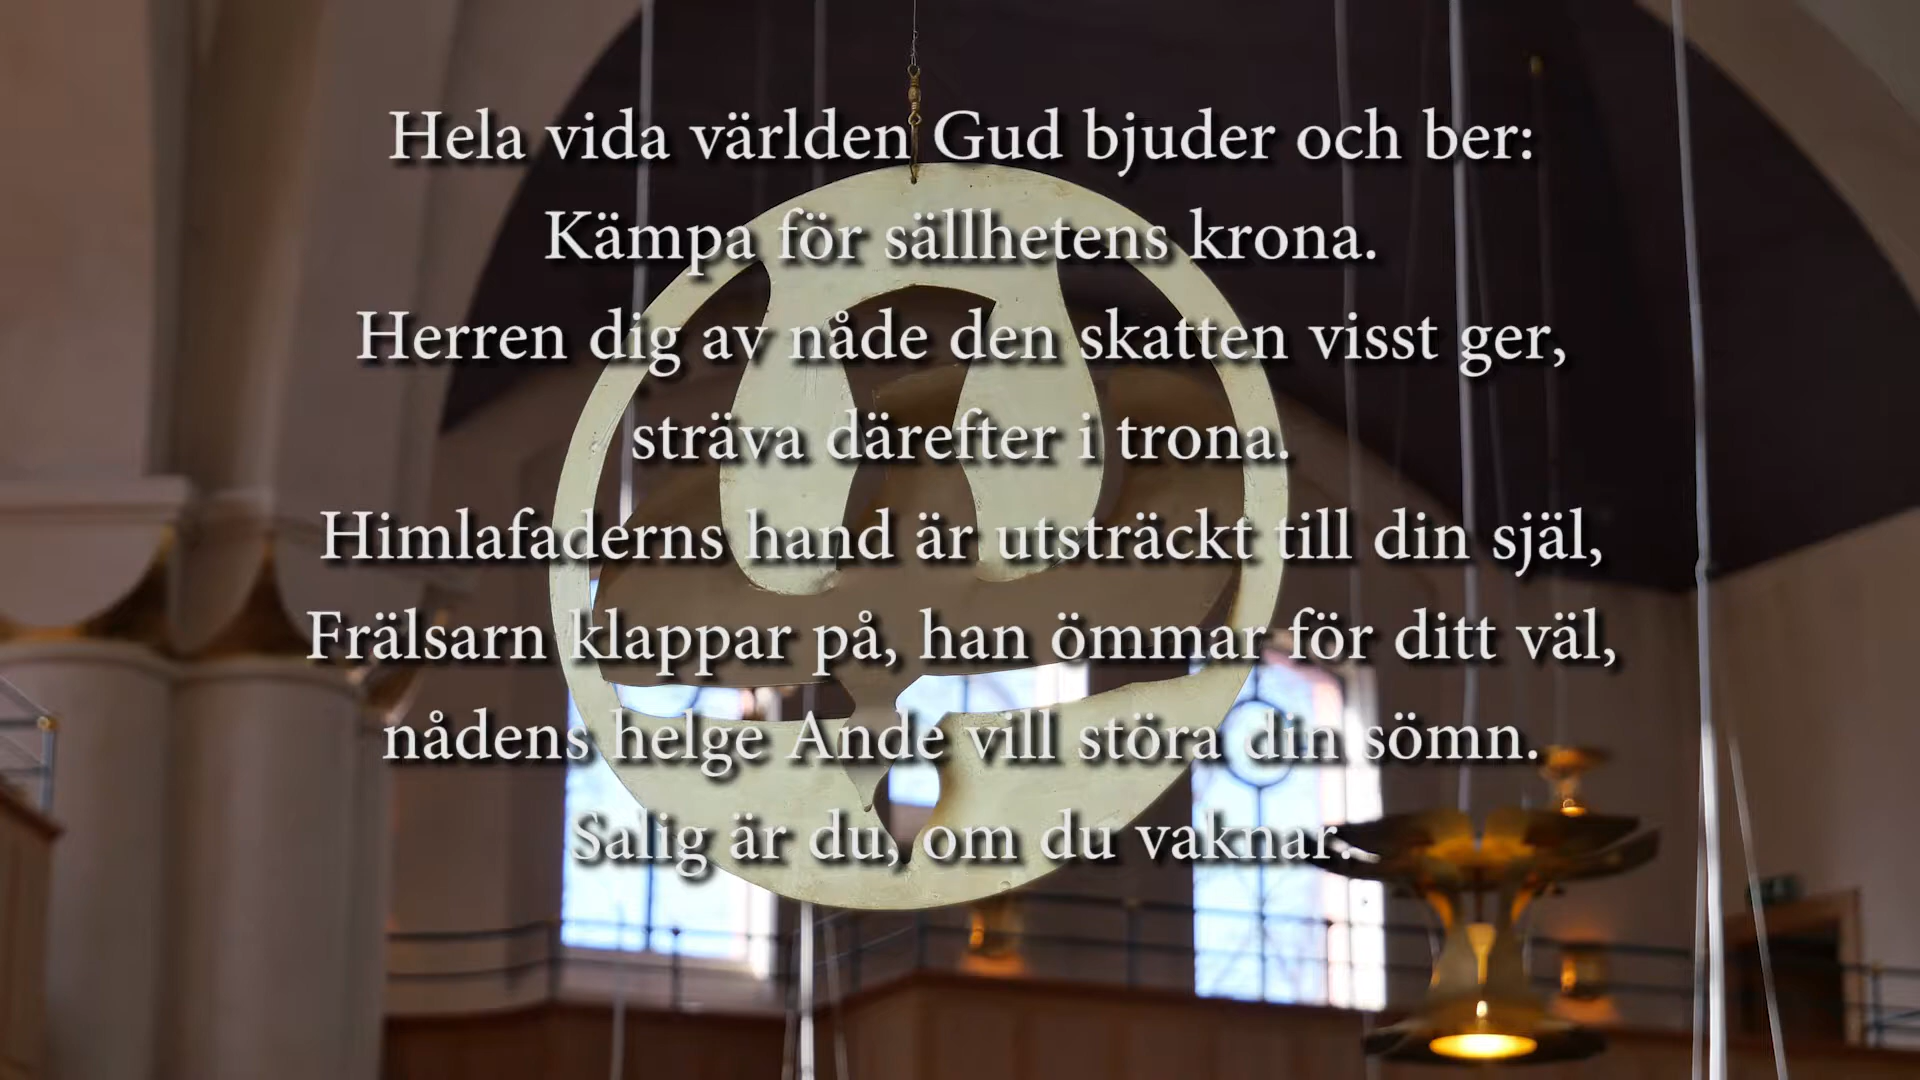 Hela vida världen Gud bjuder och ber:
Kämpa för sällhetens krona.
Herren dig av nåde den skatten visst ger,
sträva därefter i trona.
Himlafaderns hand är utsträckt till din själ,
Frälsarn klappar på, han ömmar för ditt väl,
nådens helge Ande vill störa din sömn.
Salig är du, om du vaknar.